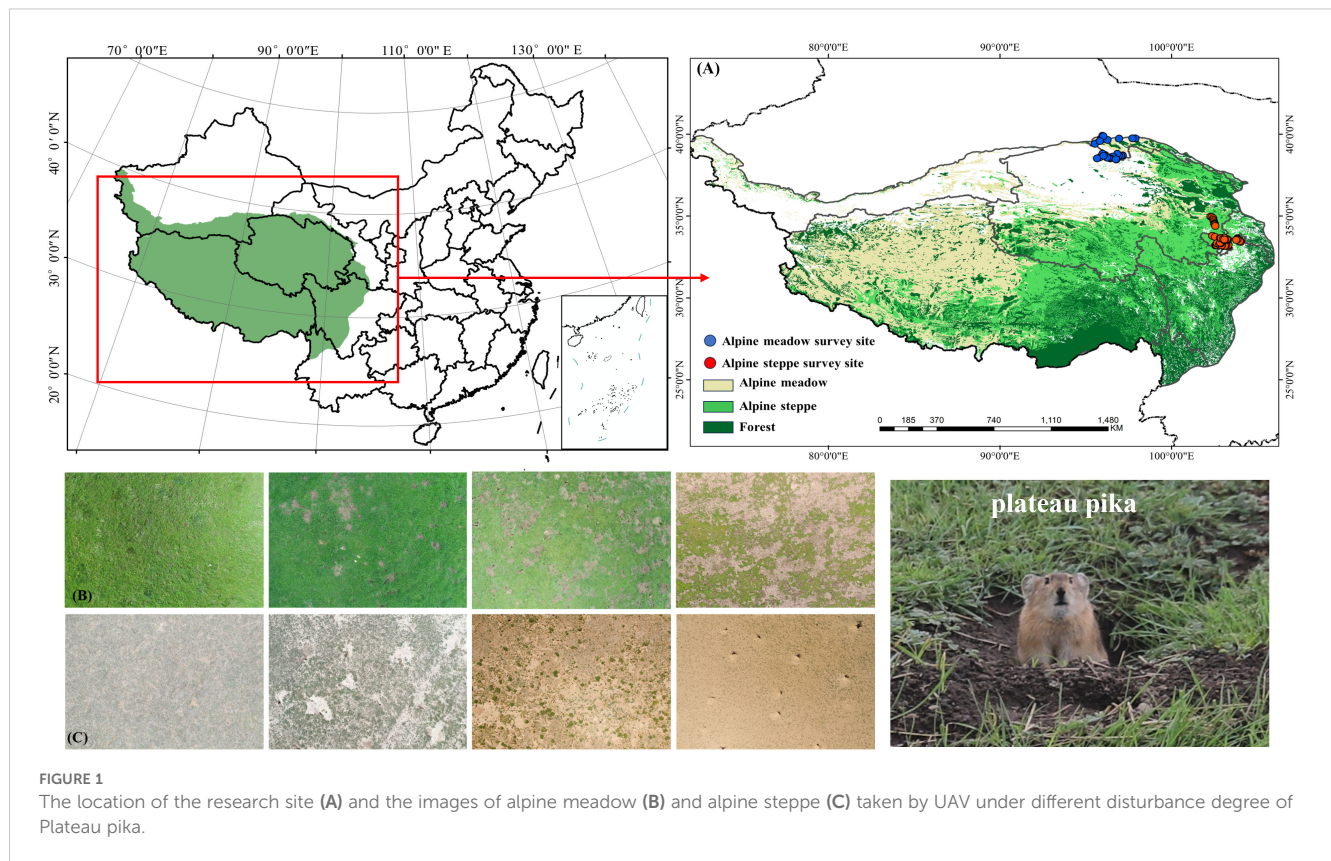 70° 0'0"E
90° 0'0"E
110° 0'0"E
130° 0'0"E
40° 0'0"N
30° 0'0"N
20° 0'0"N
(A)
80°0'0"E
90°0'0"E
100°0'0"E
40°0'0"N
35°0'0"N
30°0'0"N
25°0'0"N
40°0'0"N
35°0'0"N
30°0'0"N
25°0'0"N
Alpine meadow survey site
Alpine steppe survey site
Alpine meadow
Alpine steppe
Forest
0 185 370 740 1,110 1,480
KM
80°0'0"E
90°0'0"E
100°0'0"E
(B)
(C)
plateau pika
FIGURE 1
The location of the research site (A) and the images of alpine meadow (B) and alpine steppe (C) taken by UAV under different disturbance degree of
Plateau pika.